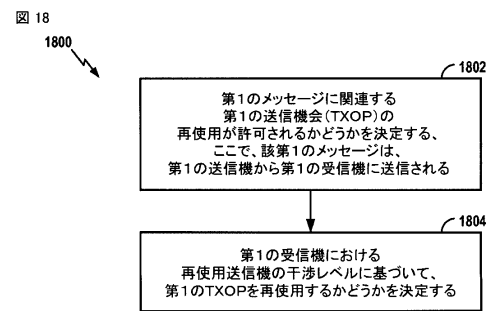 図 18
1800
1802
第1のメッセージに関連する
第1の送信機会(TXOP)の
再使用が許可されるかどうかを決定する、
ここで、該第1のメッセージは、
第1の送信機から第1の受信機に送信される
1804
第1の受信機における
再使用送信機の干渉レベルに基づいて、
第1のTXOPを再使用するかどうかを決定する